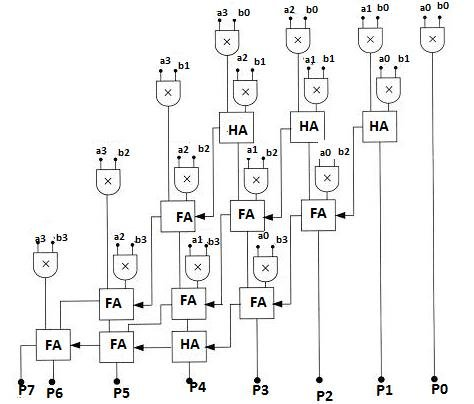 a3 b0 a2 b0 a1 b0 a0 b0
a3 b1 a2 b1 a1 b1 a0 b1
HA HA HA
a3 b2 a2 b2 a1 b2 a0 b2
FA FA FA
a3 b3 a2 b3 a1 b3 a0 b3
FA FA FA
FA FA HA
P7 P6 P5 P4 P3 P2 P1 P0